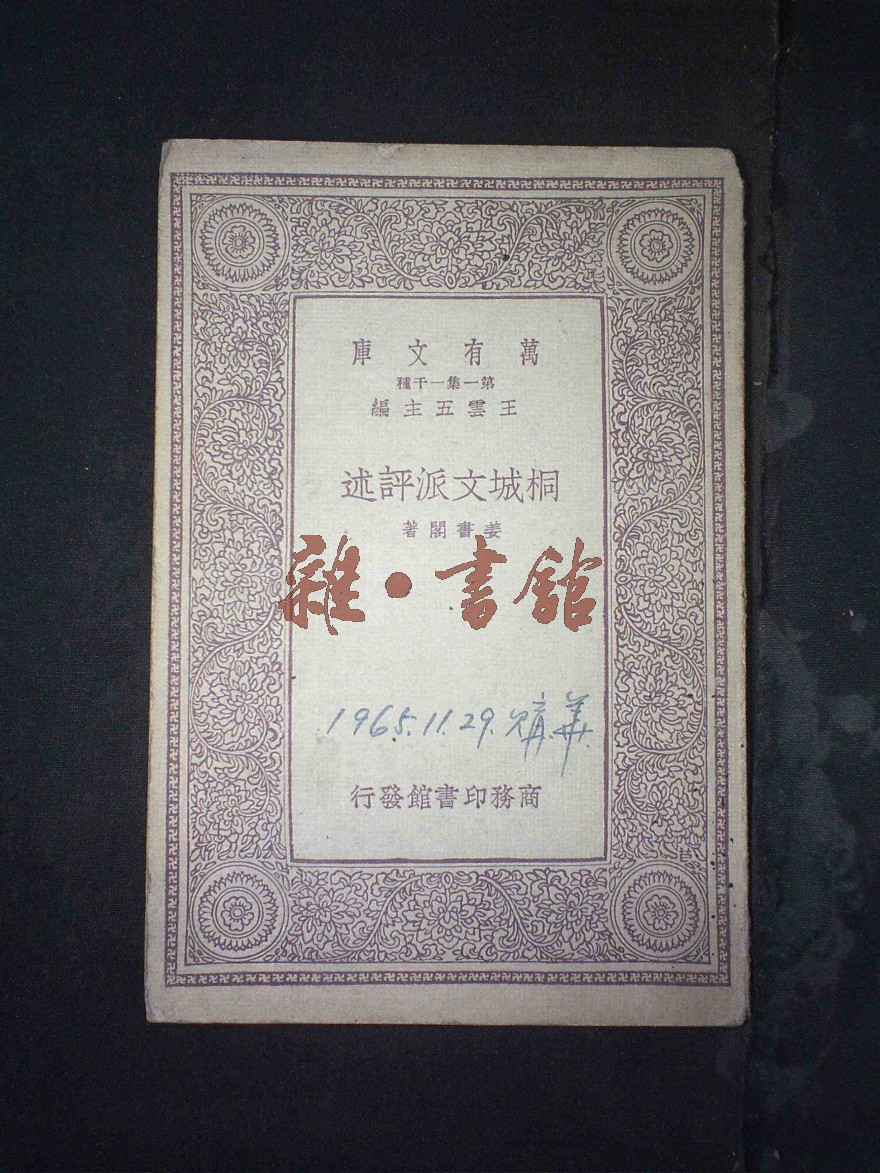 萬有文庫
第一集一千種
王雲五主編
桐城文派評述
姜書閣著
雜·書館
1965.11.29.購
商務印書館發行